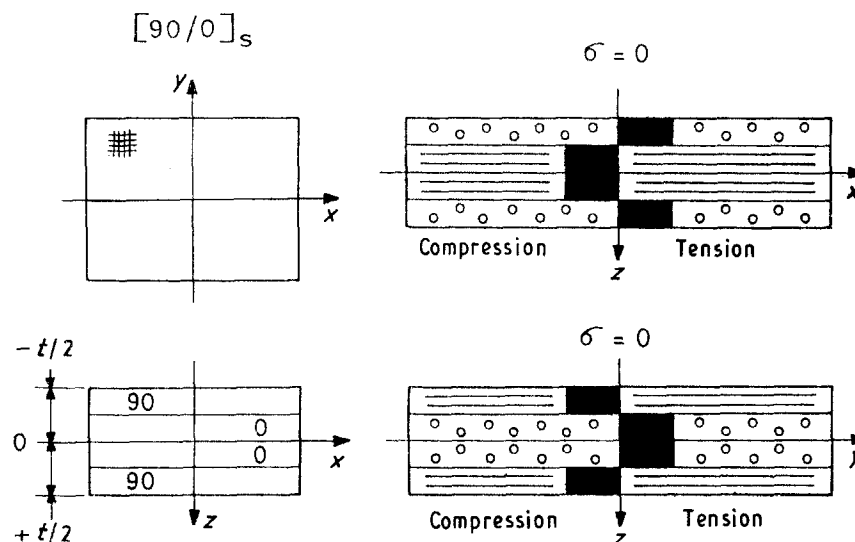 [90/0]s
y
x
σ = 0
x
Compression
z
Tension
- t/2
0
+ t/2
90
0
0
90
x
z
σ = 0
y
Compression
z
Tension